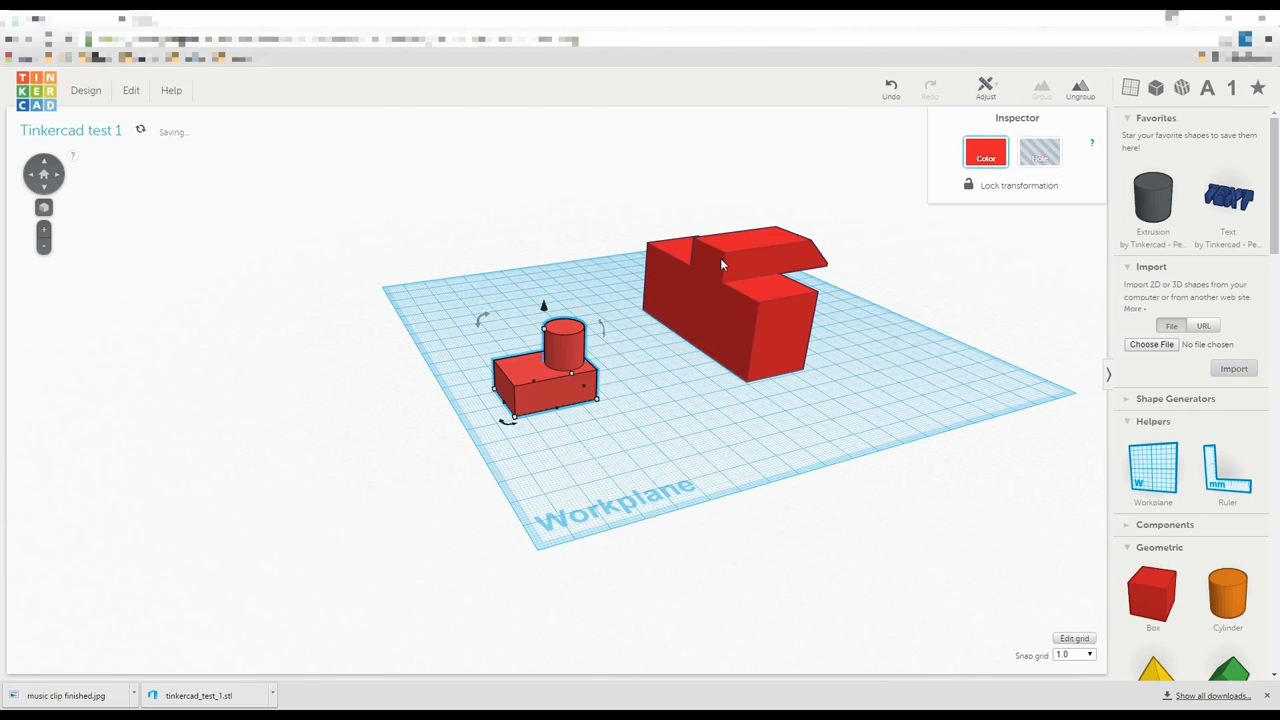 TIN
KER
CAD
Design
Edit
Help
Undo
Redo
Adjust
Group
Ungroup
Tinkercad test 1
Saving...
?
Inspector
Color
Hole
?
Lock transformation
Favorites
Star your favorite shapes to save them
here!
Extrusion
by Tinkercad - Pe...
TEXT
Text
by Tinkercad - Pe...
Import
Import 2D or 3D shapes from your
computer or from another web site.
More
File
URL
Choose File
No file chosen
Import
Shape Generators
Helpers
W
Workplane
mm
Ruler
Components
Geometric
Box
Cylinder
Workplane
Edit grid
Snap grid
1.0
music clip finished.jpg
tinkercad_test_1.stl
Show all downloads...